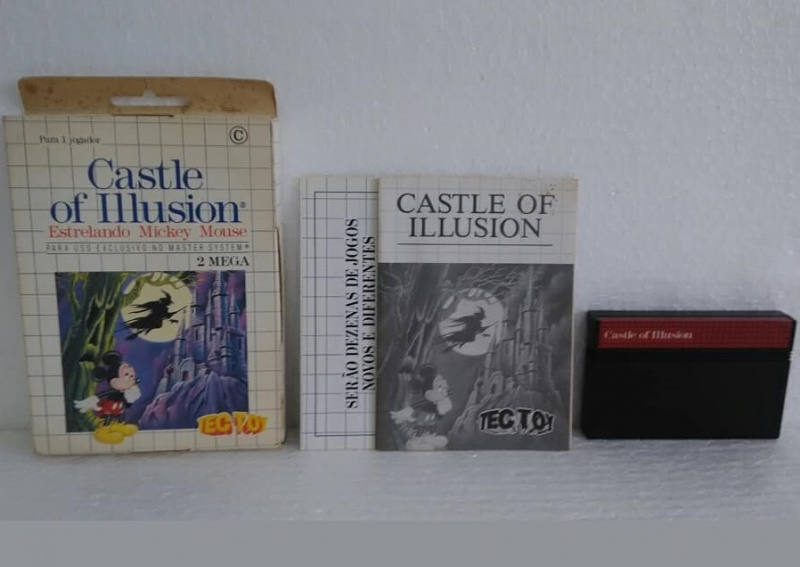 Para 1 jogador
©
Castle
of Illusion®
Estrelando Mickey Mouse
PARA USO EXCLUSIVO NO MASTER SYSTEM®
2 MEGA
TEC TOY
SERÃO DEZENAS DE JOGOS
NOVOS E DIFERENTES
CASTLE OF
ILLUSION
TEC TOY
Castle of Illusion